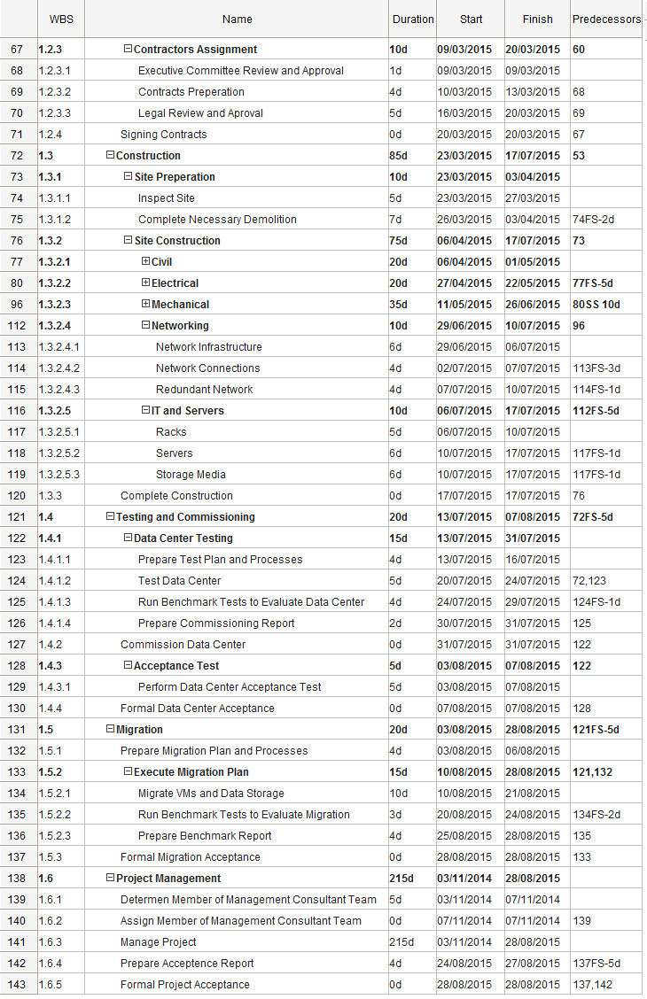 WBS Name Duration Start Finish Predecessors
67 1.2.3 Contractors Assignment 10d 09/03/2015 20/03/2015 60
68 1.2.3.1 Executive Committee Review and Approval 1d 09/03/2015 09/03/2015
69 1.2.3.2 Contracts Preperation 4d 10/03/2015 13/03/2015 68
70 1.2.3.3 Legal Review and Aproval 5d 16/03/2015 20/03/2015 69
71 1.2.4 Signing Contracts 0d 20/03/2015 20/03/2015 67
72 1.3 Construction 85d 23/03/2015 17/07/2015 53
73 1.3.1 Site Preperation 10d 23/03/2015 03/04/2015
74 1.3.1.1 Inspect Site 5d 23/03/2015 27/03/2015
75 1.3.1.2 Complete Necessary Demolition 7d 26/03/2015 03/04/2015 74FS-2d
76 1.3.2 Site Construction 75d 06/04/2015 17/07/2015 73
77 1.3.2.1 Civil 20d 06/04/2015 01/05/2015
80 1.3.2.2 Electrical 20d 27/04/2015 22/05/2015 77FS-5d
96 1.3.2.3 Mechanical 35d 11/05/2015 26/06/2015 80SS 10d
112 1.3.2.4 Networking 10d 29/06/2015 10/07/2015 96
113 1.3.2.4.1 Network Infrastructure 6d 29/06/2015 06/07/2015
114 1.3.2.4.2 Network Connections 4d 02/07/2015 07/07/2015 113FS-3d
115 1.3.2.4.3 Redundant Network 4d 07/07/2015 10/07/2015 114FS-1d
116 1.3.2.5 IT and Servers 10d 06/07/2015 17/07/2015 112FS-5d
117 1.3.2.5.1 Racks 5d 06/07/2015 10/07/2015
118 1.3.2.5.2 Servers 6d 10/07/2015 17/07/2015 117FS-1d
119 1.3.2.5.3 Storage Media 6d 10/07/2015 17/07/2015 117FS-1d
120 1.3.3 Complete Construction 0d 17/07/2015 17/07/2015 76
121 1.4 Testing and Commissioning 20d 13/07/2015 07/08/2015 72FS-5d
122 1.4.1 Data Center Testing 15d 13/07/2015 31/07/2015
123 1.4.1.1 Prepare Test Plan and Processes 4d 13/07/2015 16/07/2015
124 1.4.1.2 Test Data Center 5d 20/07/2015 24/07/2015 72,123
125 1.4.1.3 Run Benchmark Tests to Evaluate Data Center 4d 24/07/2015 29/07/2015 124FS-1d
126 1.4.1.4 Prepare Commissioning Report 2d 30/07/2015 31/07/2015 125
127 1.4.2 Commission Data Center 0d 31/07/2015 31/07/2015 122
128 1.4.3 Acceptance Test 5d 03/08/2015 07/08/2015 122
129 1.4.3.1 Perform Data Center Acceptance Test 5d 03/08/2015 07/08/2015
130 1.4.4 Formal Data Center Acceptance 0d 07/08/2015 07/08/2015 128
131 1.5 Migration 20d 03/08/2015 28/08/2015 121FS-5d
132 1.5.1 Prepare Migration Plan and Processes 4d 03/08/2015 06/08/2015
133 1.5.2 Execute Migration Plan 15d 10/08/2015 28/08/2015 121,132
134 1.5.2.1 Migrate VMs and Data Storage 10d 10/08/2015 21/08/2015
135 1.5.2.2 Run Benchmark Tests to Evaluate Migration 3d 20/08/2015 24/08/2015 134FS-2d
136 1.5.2.3 Prepare Benchmark Report 4d 25/08/2015 28/08/2015 135
137 1.5.3 Formal Migration Acceptance 0d 28/08/2015 28/08/2015 133
138 1.6 Project Management 215d 03/11/2014 28/08/2015
139 1.6.1 Determen Member of Management Consultant Team 5d 03/11/2014 07/11/2014
140 1.6.2 Assign Member of Management Consultant Team 0d 07/11/2014 07/11/2014 139
141 1.6.3 Manage Project 215d 03/11/2014 28/08/2015
142 1.6.4 Prepare Acceptence Report 4d 24/08/2015 27/08/2015 137FS-5d
143 1.6.5 Formal Project Acceptance 0d 28/08/2015 28/08/2015 137,142